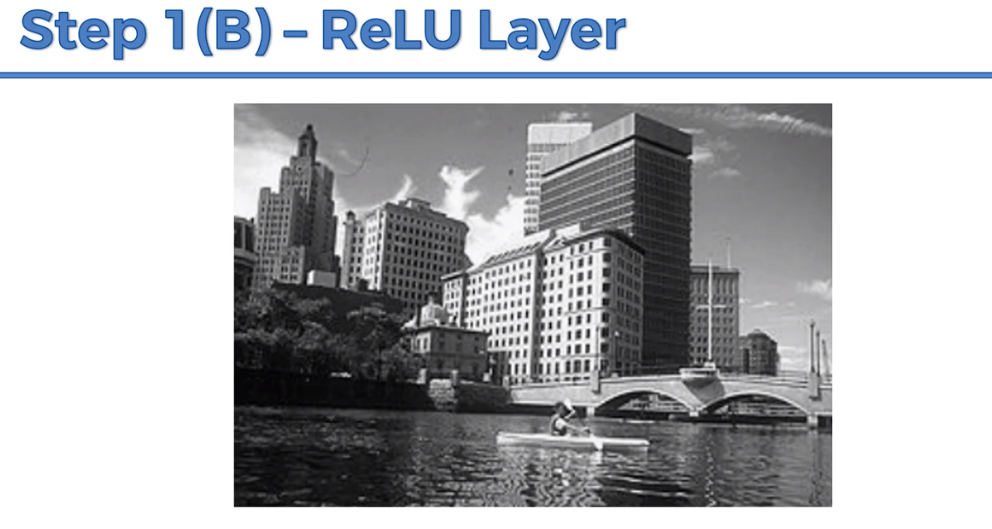 Step 1(B) – ReLU Layer